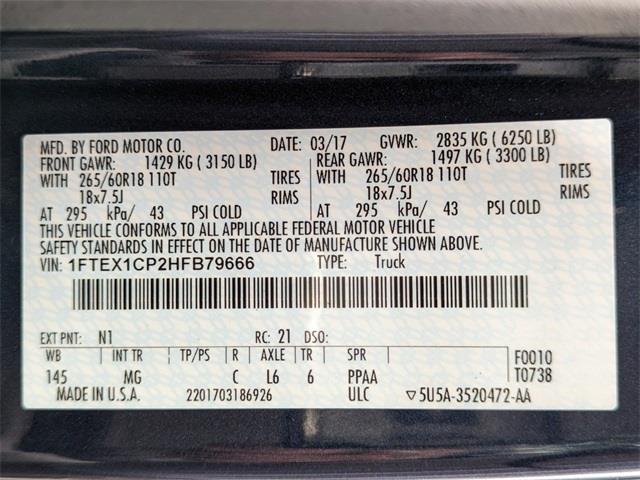 MFD. BY FORD MOTOR CO. DATE: 03/17 GVWR: 2835 KG ( 6250 LB)
FRONT GAWR: 1429 KG ( 3150 LB) REAR GAWR: 1497 KG ( 3300 LB)
WITH 265/60R18 110T TIRES WITH 265/60R18 110T TIRES
18x7.5J RIMS 18x7.5J RIMS
AT 295 kPa/ 43 PSI COLD AT 295 kPa/ 43 PSI COLD
THIS VEHICLE CONFORMS TO ALL APPLICABLE FEDERAL MOTOR VEHICLE
SAFETY STANDARDS IN EFFECT ON THE DATE OF MANUFACTURE SHOWN ABOVE.
VIN: 1FTEX1CP2HFB79666 TYPE: Truck
EXT PNT: N1 RC: 21 DSO:
WB INT TR TP/PS R AXLE TR SPR F0010
145 MG C L6 6 PPAA T0738
MADE IN U.S.A. 2201703186926 ULC ▽5U5A-3520472-AA